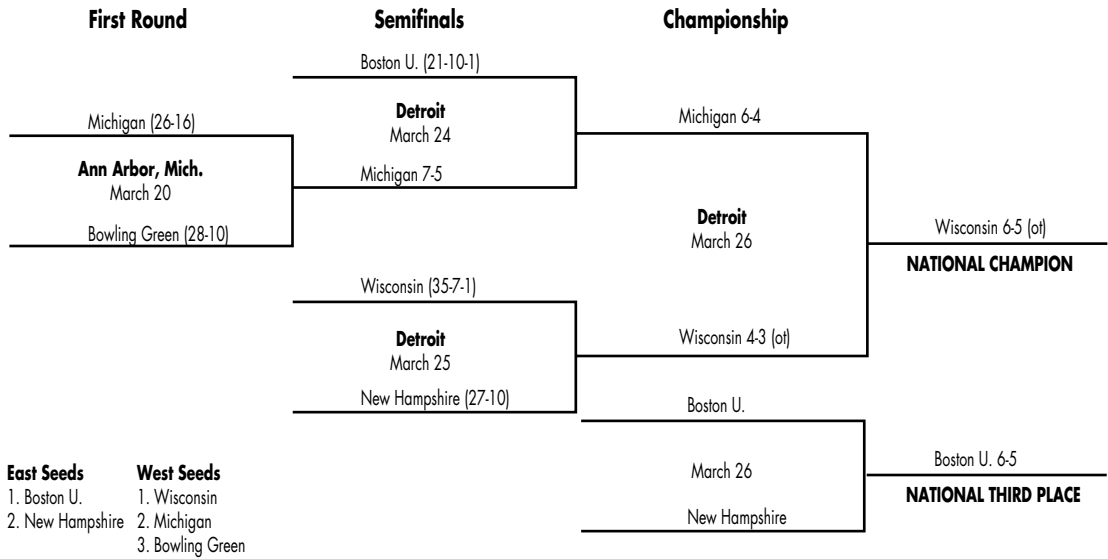 First Round
Semifinals
Championship
Boston U. (21-10-1)
Detroit
March 24
Michigan 7-5
Michigan (26-16)
Ann Arbor, Mich.
March 20
Bowling Green (28-10)
Michigan 6-4
Detroit
March 26
Wisconsin 6-5 (ot)
NATIONAL CHAMPION
Wisconsin (35-7-1)
Detroit
March 25
New Hampshire (27-10)
Wisconsin 4-3 (ot)
Boston U.
March 26
New Hampshire
Boston U. 6-5
NATIONAL THIRD PLACE
East Seeds
1. Boston U.
2. New Hampshire
West Seeds
1. Wisconsin
2. Michigan
3. Bowling Green